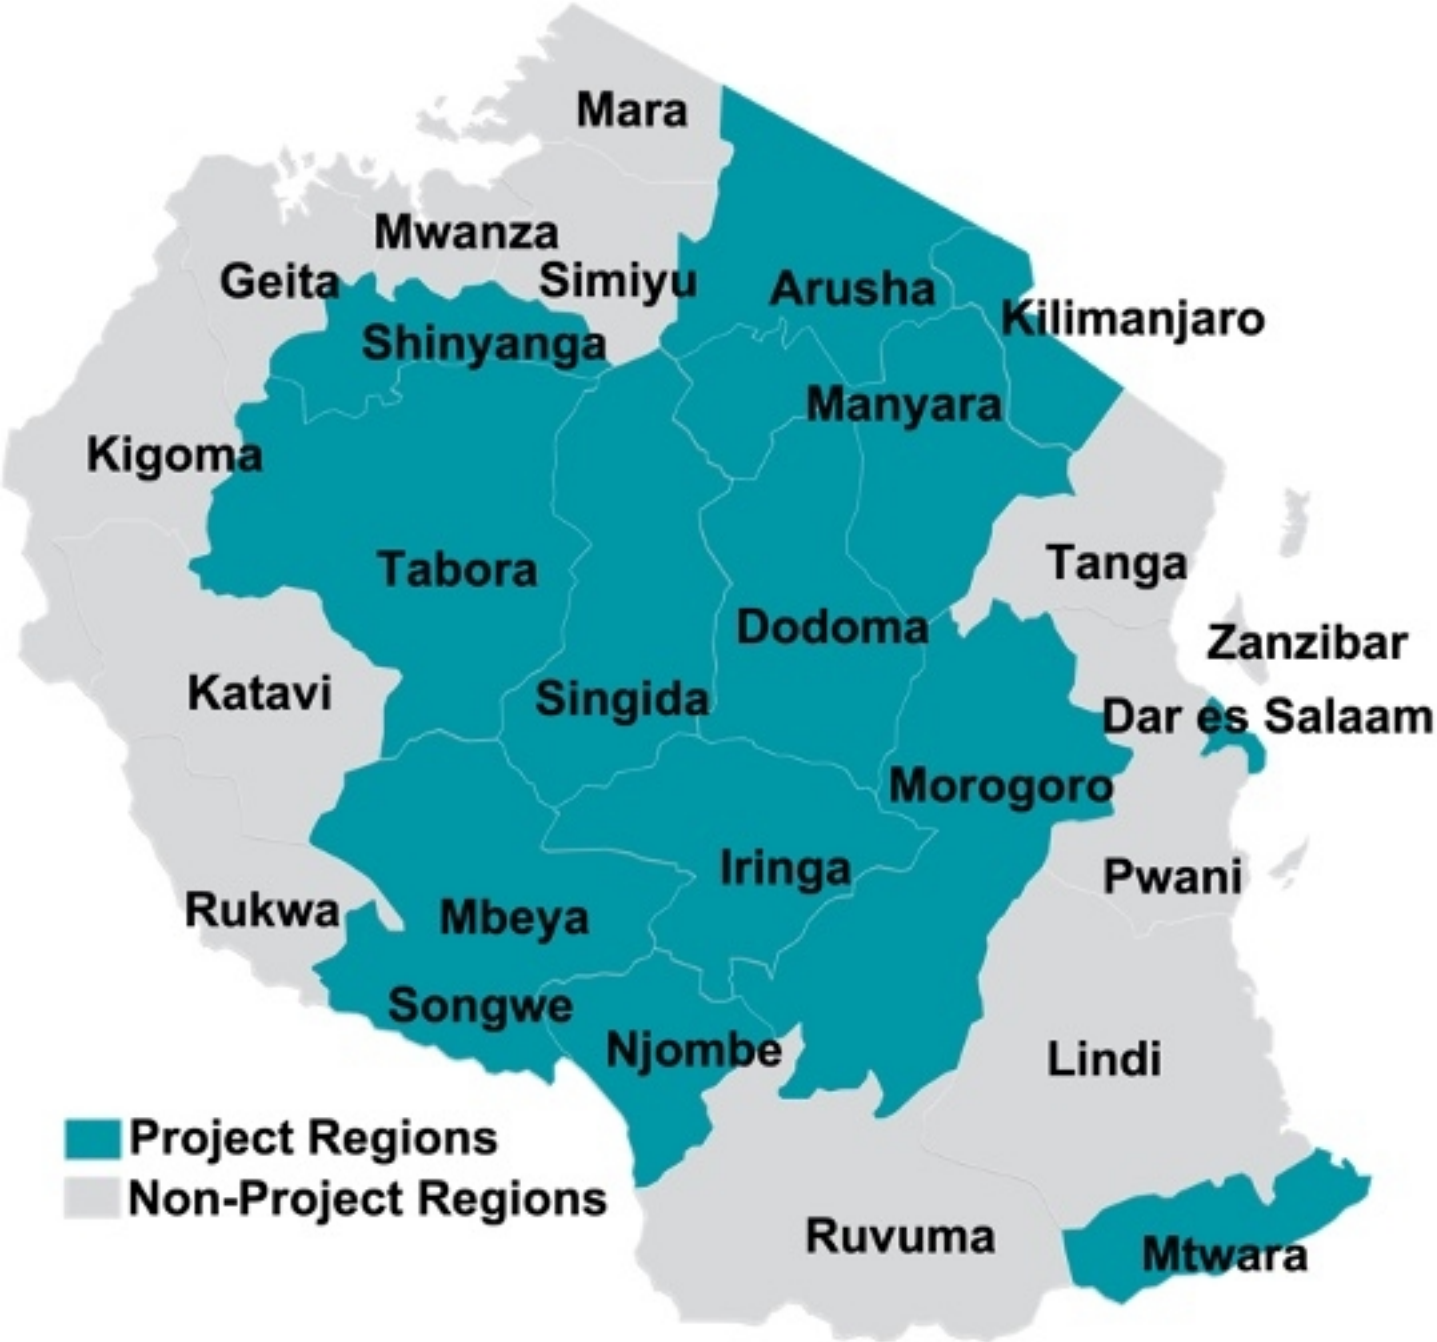 Mara
Mwanza
Geita
Simiyu
Arusha
Kilimanjaro
Shinyanga
Manyara
Kigoma
Tabora
Tanga
Dodoma
Zanzibar
Katavi
Singida
Dar es Salaam
Morogoro
Iringa
Pwani
Rukwa
Mbeya
Songwe
Njombe
Lindi
Project Regions
Non-Project Regions
Ruvuma
Mtwara